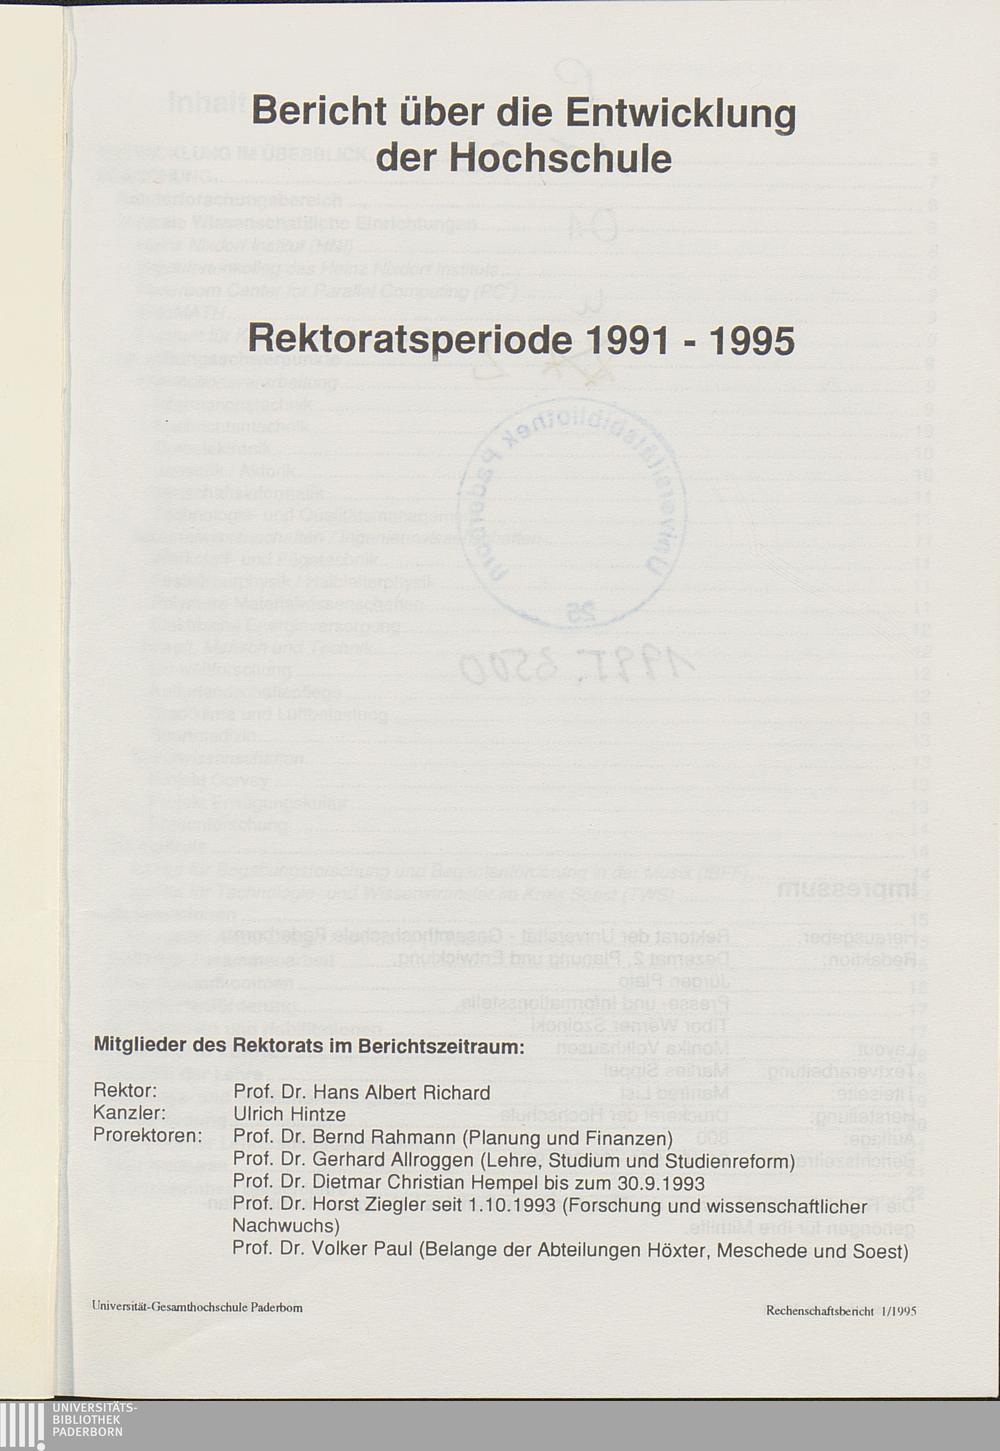 Bericht über die Entwicklung
der Hochschule
Rektoratsperiode 1991 - 1995
Mitglieder des Rektorats im Berichtszeitraum:
Rektor: Prof. Dr. Hans Albert Richard
Kanzler: Ulrich Hintze
Prorektoren: Prof. Dr. Bernd Rahmann (Planung und Finanzen)
Prof. Dr. Gerhard Allroggen (Lehre, Studium und Studienreform)
Prof. Dr. Dietmar Christian Hempel bis zum 30.9.1993
Prof. Dr. Horst Ziegler seit 1.10.1993 (Forschung und wissenschaftlicher
Nachwuchs)
Prof. Dr. Volker Paul (Belange der Abteilungen Höxter, Meschede und Soest)
Universität-Gesamthochschule Paderborn
Rechenschaftsbericht 1/1995
UNIVERSITÄTS-
BIBLIOTHEK
PADERBORN